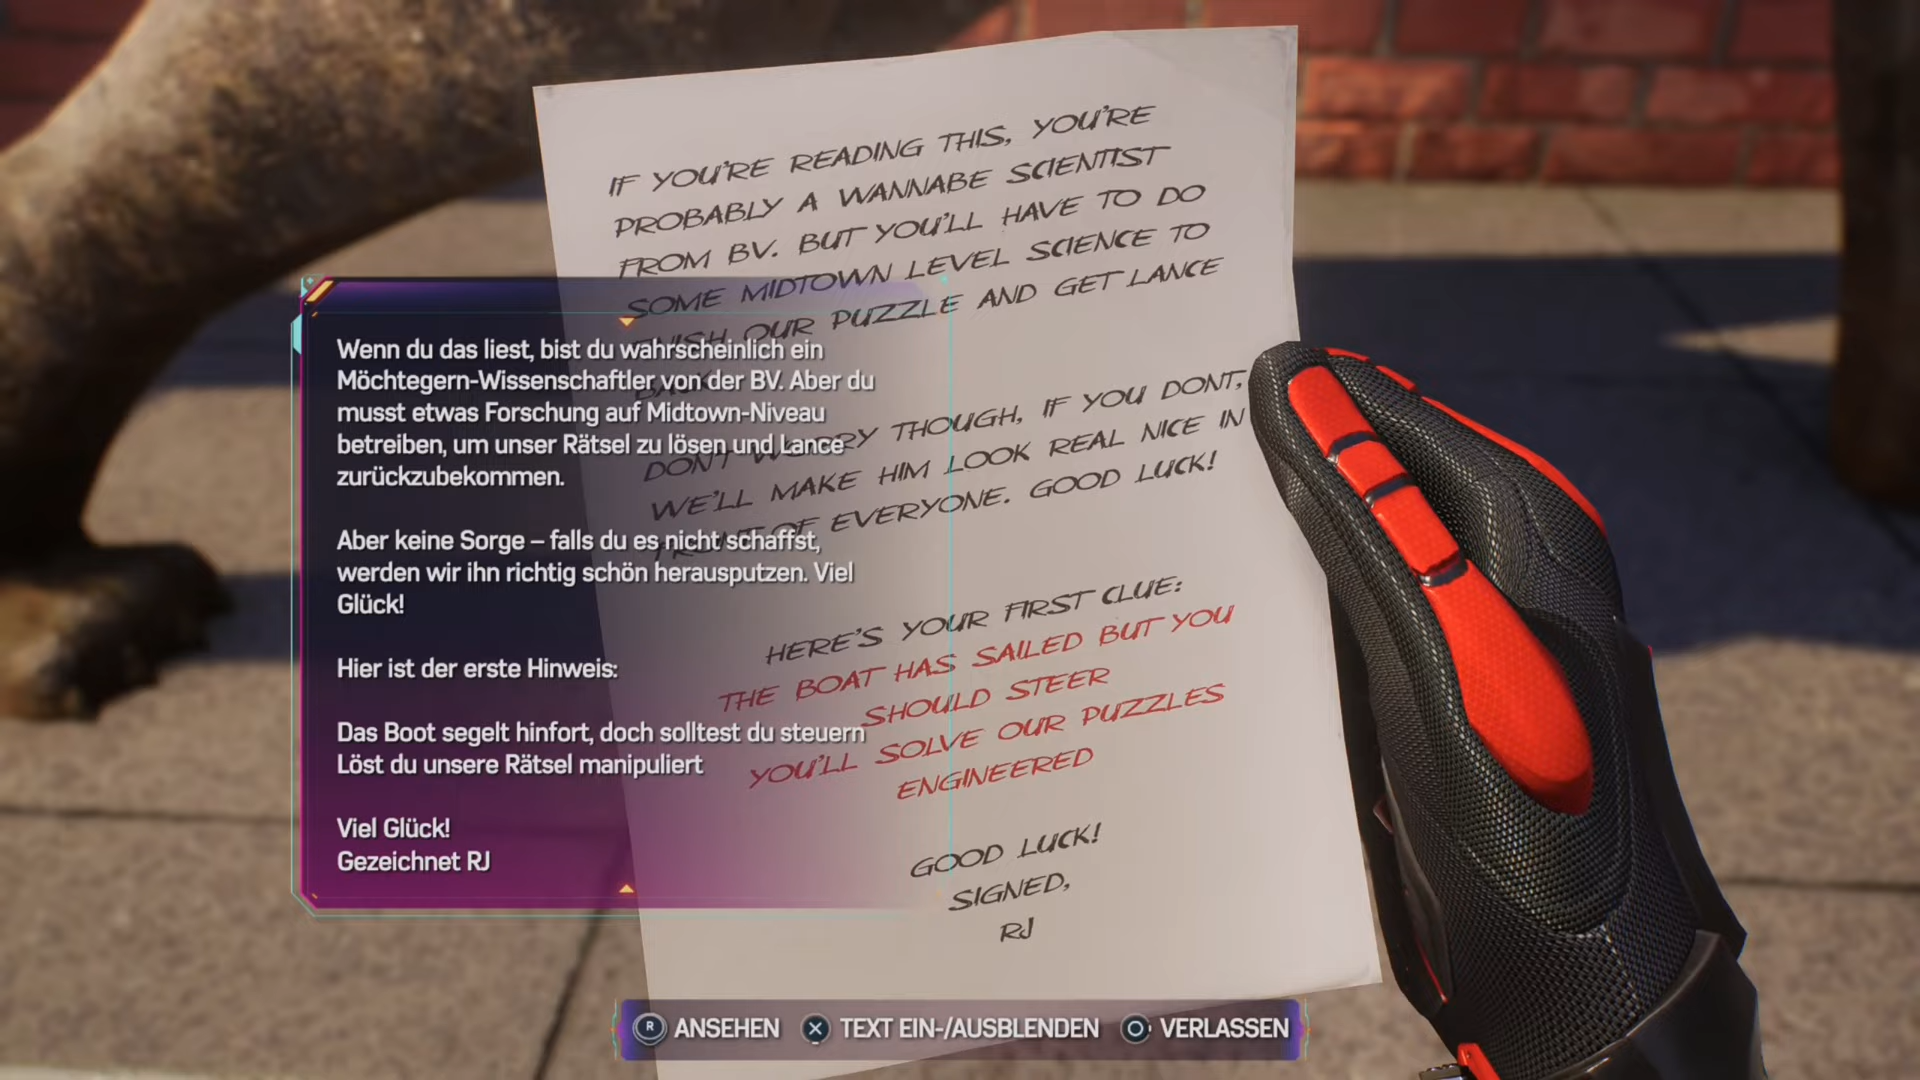 IF YOU'RE READING THIS, YOU'RE
PROBABLY A WANNABE SCIENTIST
FROM BV. BUT YOU'LL HAVE TO DO
SOME MIDTOWN LEVEL SCIENCE TO
FINISH OUR PUZZLE AND GET LANCE
BACK.
DON'T WORRY THOUGH, IF YOU DONT,
WE'LL MAKE HIM LOOK REAL NICE IN
FRONT OF EVERYONE. GOOD LUCK!
HERE'S YOUR FIRST CLUE:
THE BOAT HAS SAILED BUT YOU
SHOULD STEER
YOU'LL SOLVE OUR PUZZLES
ENGINEERED
GOOD LUCK!
SIGNED,
RJ
Wenn du das liest, bist du wahrscheinlich ein
Möchtegern-Wissenschaftler von der BV. Aber du
musst etwas Forschung auf Midtown-Niveau
betreiben, um unser Rätsel zu lösen und Lance
zurückzubekommen.
Aber keine Sorge – falls du es nicht schaffst,
werden wir ihn richtig schön herausputzen. Viel
Glück!
Hier ist der erste Hinweis:
Das Boot segelt hinfort, doch solltest du steuern
Löst du unsere Rätsel manipuliert
Viel Glück!
Gezeichnet RJ
R ANSEHEN TEXT EIN-/AUSBLENDEN VERLASSEN